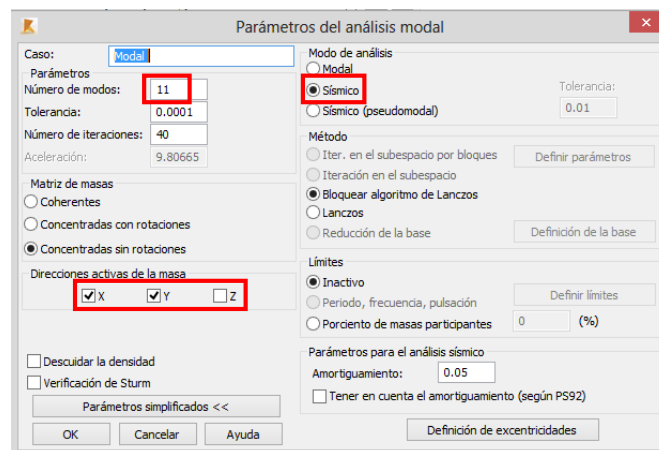 Parámetros del análisis modal
Caso: Modal
Parámetros
Número de modos: 11
Tolerancia: 0.0001
Número de iteraciones: 40
Aceleración: 9.80665
Matriz de masas
Coherentes
Concentradas con rotaciones
Concentradas sin rotaciones
Direcciones activas de la masa
X Y Z
Descuidar la densidad
Verificación de Sturm
Parámetros simplificados <<
OK Cancelar Ayuda
Modo de análisis
Modal
Sísmico
Sísmico (pseudomodal)
Tolerancia:
0.01
Método
Iter. en el subespacio por bloques Definir parámetros
Iteración en el subespacio
Bloquear algoritmo de Lanczos
Lanczos
Reducción de la base Definición de la base
Límites
Inactivo
Periodo, frecuencia, pulsación Definir límites
Porciento de masas participantes 0 (%)
Parámetros para el análisis sísmico
Amortiguamiento: 0.05
Tener en cuenta el amortiguamiento (según PS92)
Definición de excentricidades